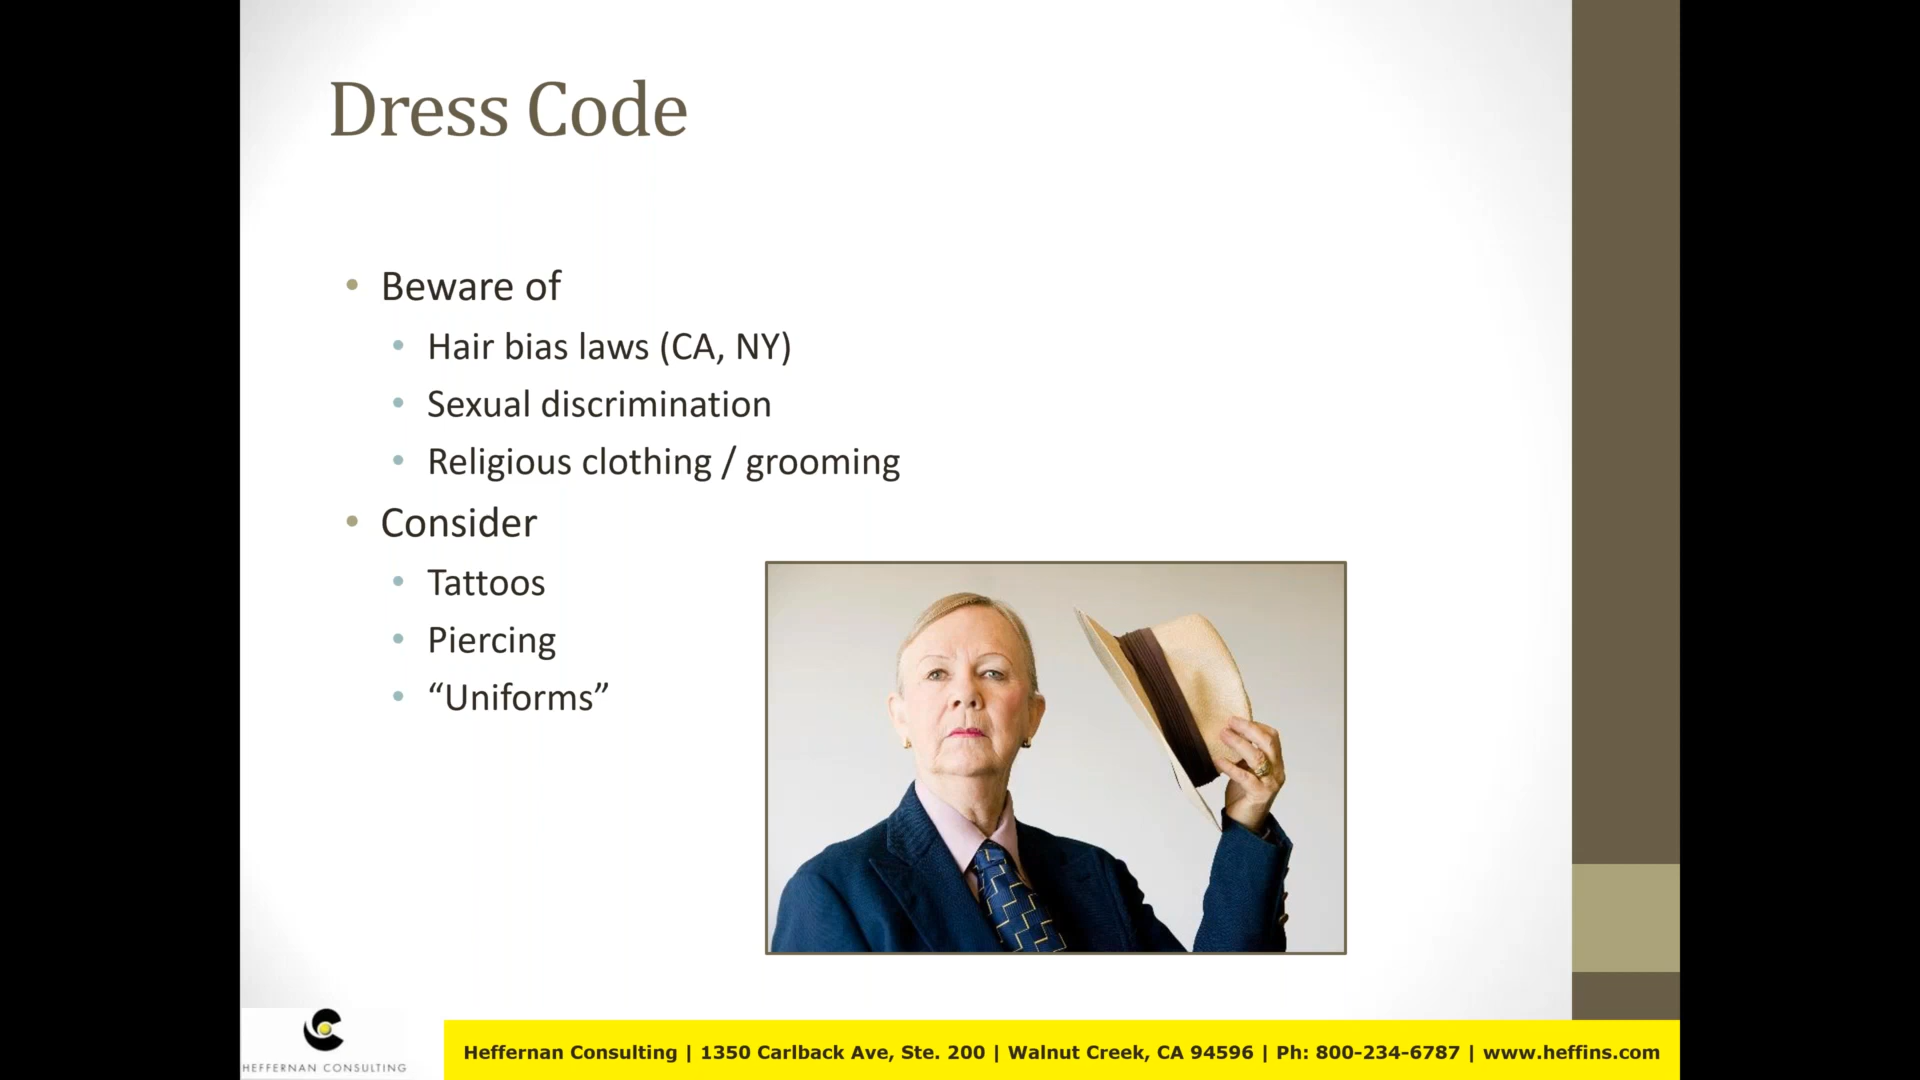 Dress Code
• Beware of
• Hair bias laws (CA, NY)
• Sexual discrimination
• Religious clothing / grooming
• Consider
• Tattoos
• Piercing
• “Uniforms”
HEFFERNAN CONSULTING
Heffernan Consulting | 1350 Carlback Ave, Ste. 200 | Walnut Creek, CA 94596 | Ph: 800-234-6787 | www.heffins.com